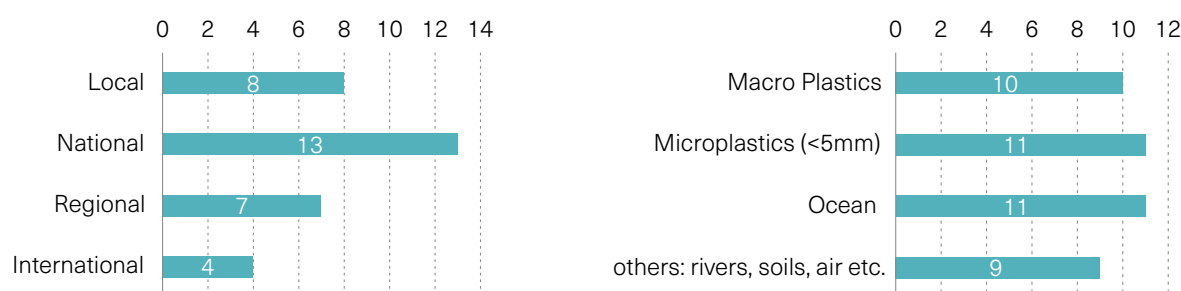 0 2 4 6 8 10 12 14
Local 8
National 13
Regional 7
International 4
0 2 4 6 8 10 12
Macro Plastics 10
Microplastics (<5mm) 11
Ocean 11
others: rivers, soils, air etc. 9